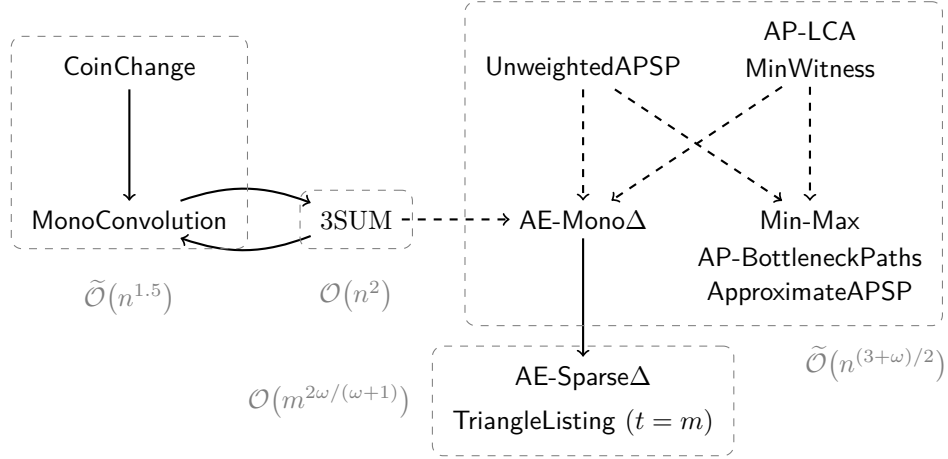 CoinChange
UnweightedAPSP
AP-LCA
MinWitness
MonoConvolution
3SUM
AE-MonoΔ
Min-Max
AP-BottleneckPaths
ApproximateAPSP
Õ(n^{1.5})
O(n^2)
Õ(n^{(3+ω)/2})
O(m^{2ω/(ω+1)})
AE-SparseΔ
TriangleListing (t = m)